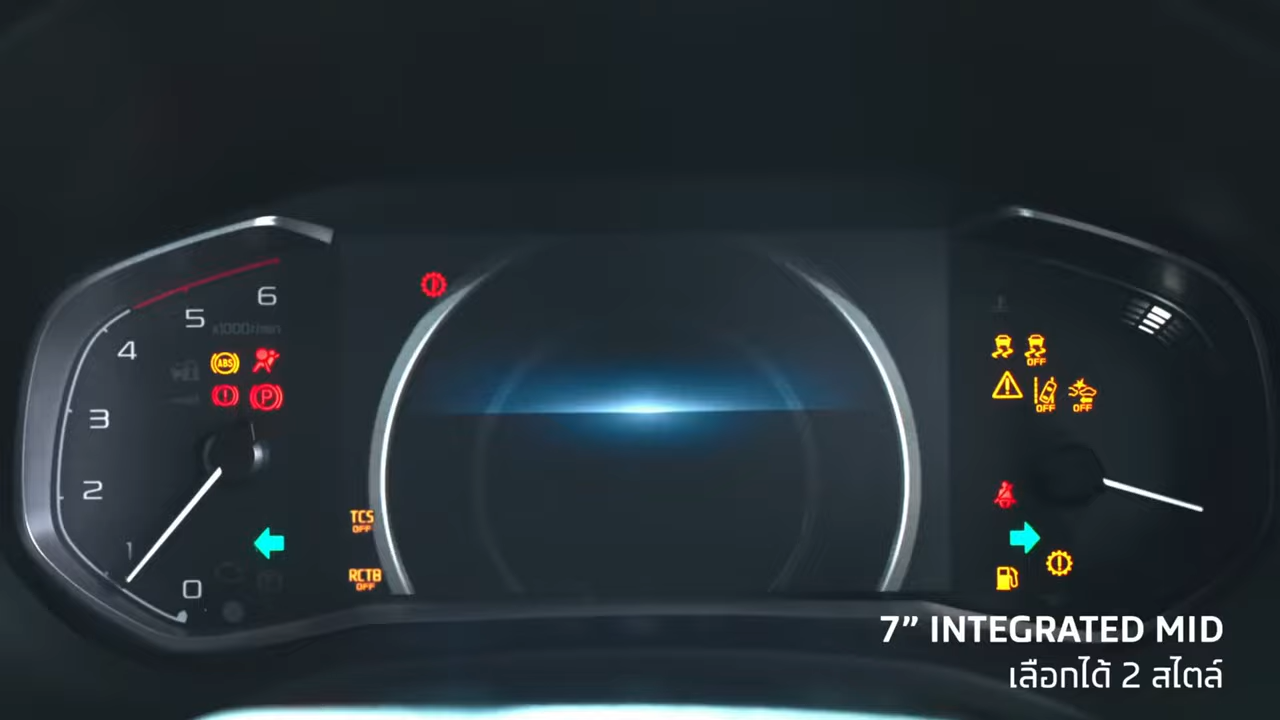 6
5
x1000r/min
4
ABS
P
OFF
OFF
OFF
3
2
TCS
OFF
1
RCTB
OFF
0
7” INTEGRATED MID
เลือกได้ 2 สไตล์